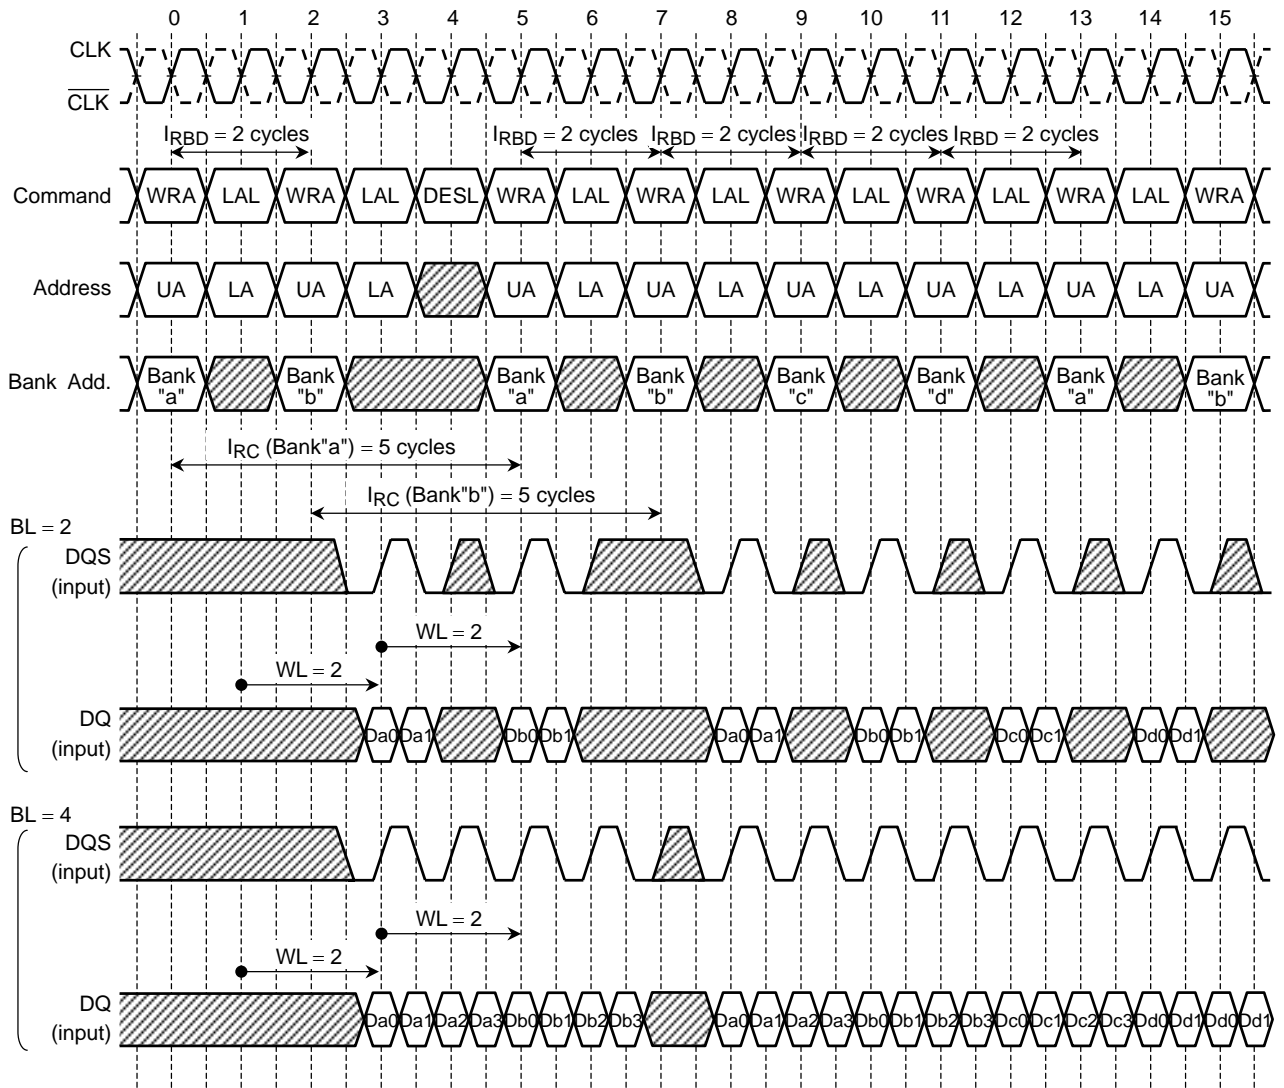 0 1 2 3 4 5 6 7 8 9 10 11 12 13 14 15
CLK
CLK
IRBD = 2 cycles IRBD = 2 cycles IRBD = 2 cycles IRBD = 2 cycles IRBD = 2 cycles
Command WRA LAL WRA LAL DESL WRA LAL WRA LAL WRA LAL WRA LAL WRA LAL WRA
Address UA LA UA LA UA LA UA LA UA LA UA LA UA LA UA
Bank Add. Bank "a" Bank "b" Bank "a" Bank "b" Bank "c" Bank "d" Bank "a" Bank "b"
IRC (Bank"a") = 5 cycles
IRC (Bank"b") = 5 cycles
BL = 2
DQS
(input)
WL = 2
WL = 2
DQ
(input)
Da0 Da1 Db0 Db1 Da0 Da1 Db0 Db1 Dc0 Dc1 Dd0 Dd1
BL = 4
DQS
(input)
WL = 2
WL = 2
DQ
(input)
Da0 Da1 Da2 Da3 Db0 Db1 Db2 Db3 Da0 Da1 Da2 Da3 Db0 Db1 Db2 Db3 Dc0 Dc1 Dc2 Dc3 Dd0 Dd1 Dd0 Dd1